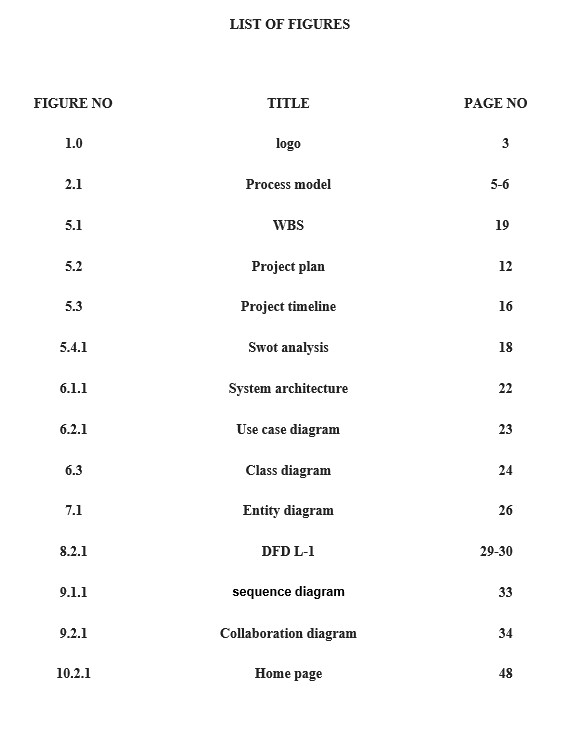 LIST OF FIGURES
FIGURE NO TITLE PAGE NO
1.0 logo 3
2.1 Process model 5-6
5.1 WBS 19
5.2 Project plan 12
5.3 Project timeline 16
5.4.1 Swot analysis 18
6.1.1 System architecture 22
6.2.1 Use case diagram 23
6.3 Class diagram 24
7.1 Entity diagram 26
8.2.1 DFD L-1 29-30
9.1.1 sequence diagram 33
9.2.1 Collaboration diagram 34
10.2.1 Home page 48